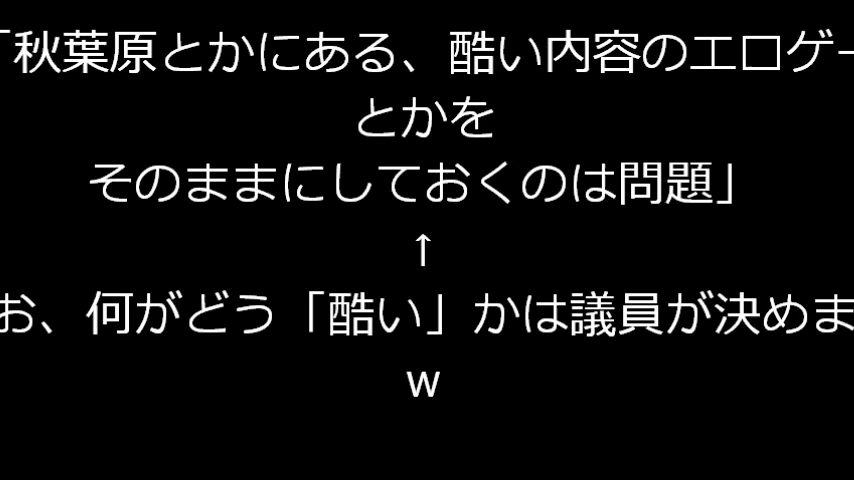 「秋葉原とかにある、酷い内容のエロゲー
とかを
そのままにしておくのは問題」
↑
お、何がどう「酷い」かは議員が決めま
w